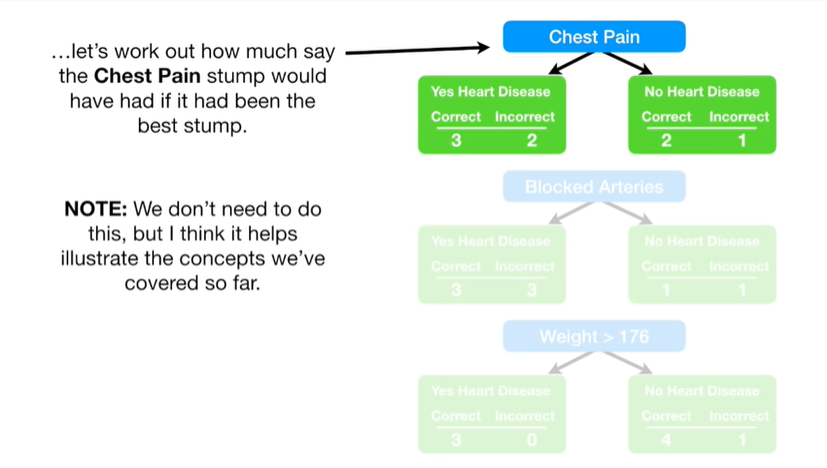 ...let's work out how much say
the Chest Pain stump would
have had if it had been the
best stump.
NOTE: We don't need to do
this, but I think it helps
illustrate the concepts we've
covered so far.
Chest Pain
Yes Heart Disease
Correct Incorrect
3 2
No Heart Disease
Correct Incorrect
2 1
Blocked Arteries
Yes Heart Disease
Correct Incorrect
3 3
No Heart Disease
Correct Incorrect
1 1
Weight > 176
Yes Heart Disease
Correct Incorrect
3 0
No Heart Disease
Correct Incorrect
4 1